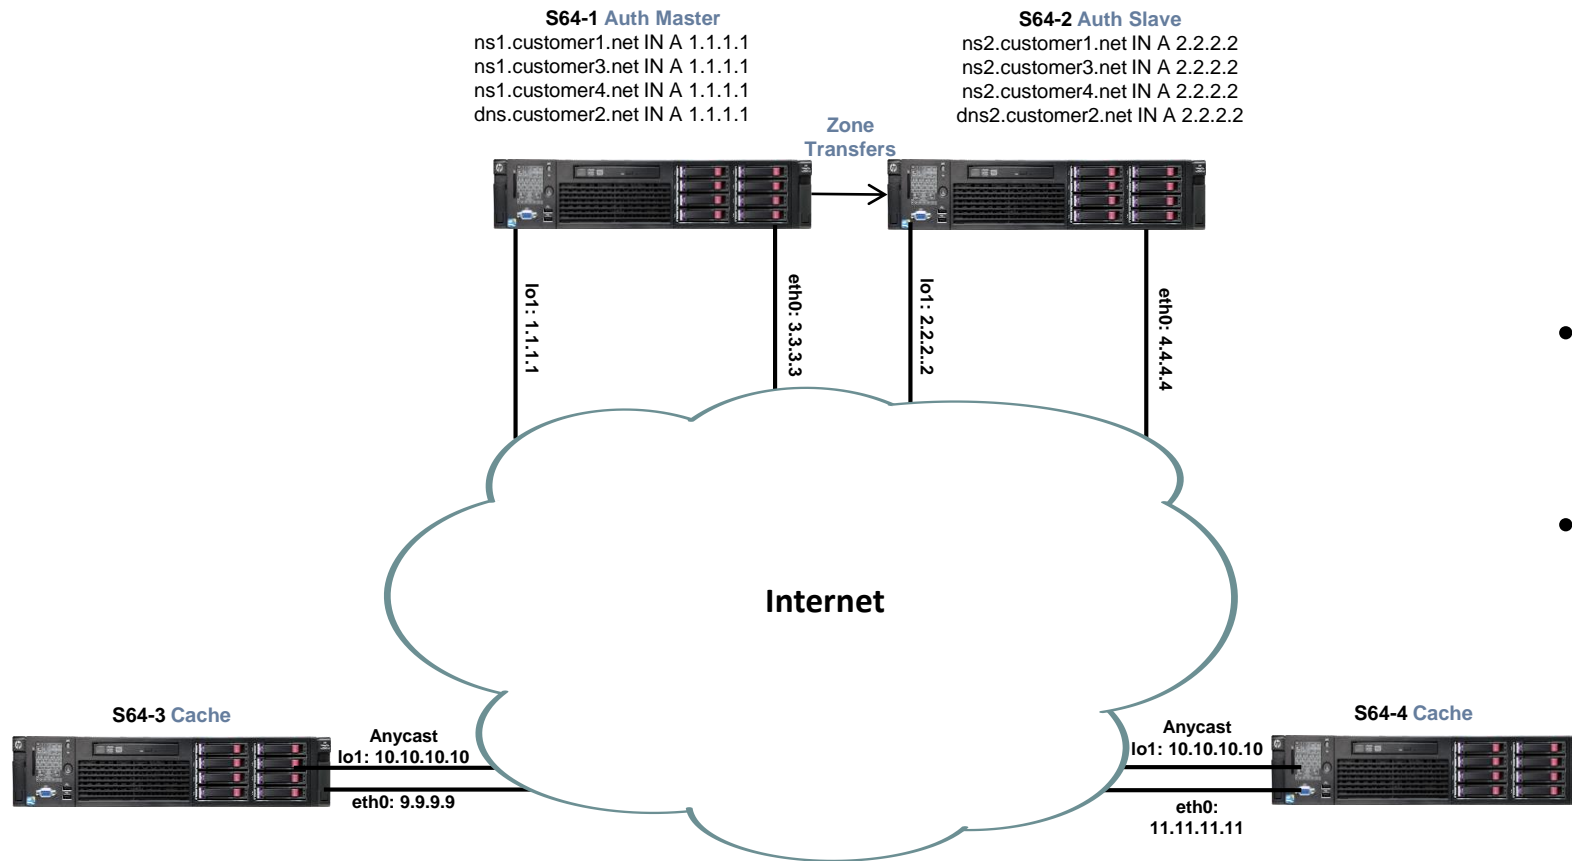 S64-1 Auth Master
ns1.customer1.net IN A 1.1.1.1
ns1.customer3.net IN A 1.1.1.1
ns1.customer4.net IN A 1.1.1.1
dns.customer2.net IN A 1.1.1.1
S64-2 Auth Slave
ns2.customer1.net IN A 2.2.2.2
ns2.customer3.net IN A 2.2.2.2
ns2.customer4.net IN A 2.2.2.2
dns2.customer2.net IN A 2.2.2.2
Zone
Transfers
lo1: 1.1.1.1
eth0: 3.3.3.3
lo1: 2.2.2..2
eth0: 4.4.4.4
Internet
S64-3 Cache
Anycast
lo1: 10.10.10.10
eth0: 9.9.9.9
S64-4 Cache
Anycast
lo1: 10.10.10.10
eth0:
11.11.11.11